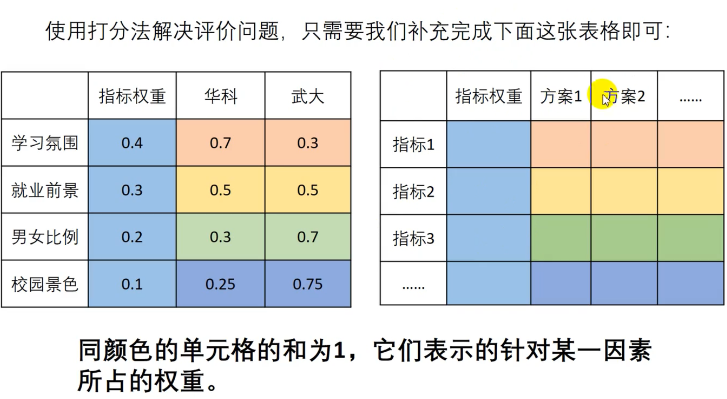 使用打分法解决评价问题，只需要我们补充完成下面这张表格即可：
指标权重 华科 武大
学习氛围 0.4 0.7 0.3
就业前景 0.3 0.5 0.5
男女比例 0.2 0.3 0.7
校园景色 0.1 0.25 0.75
指标权重 方案1 方案2 ……
指标1
指标2
指标3
……
同颜色的单元格的和为1，它们表示的针对某一因素
所占的权重。